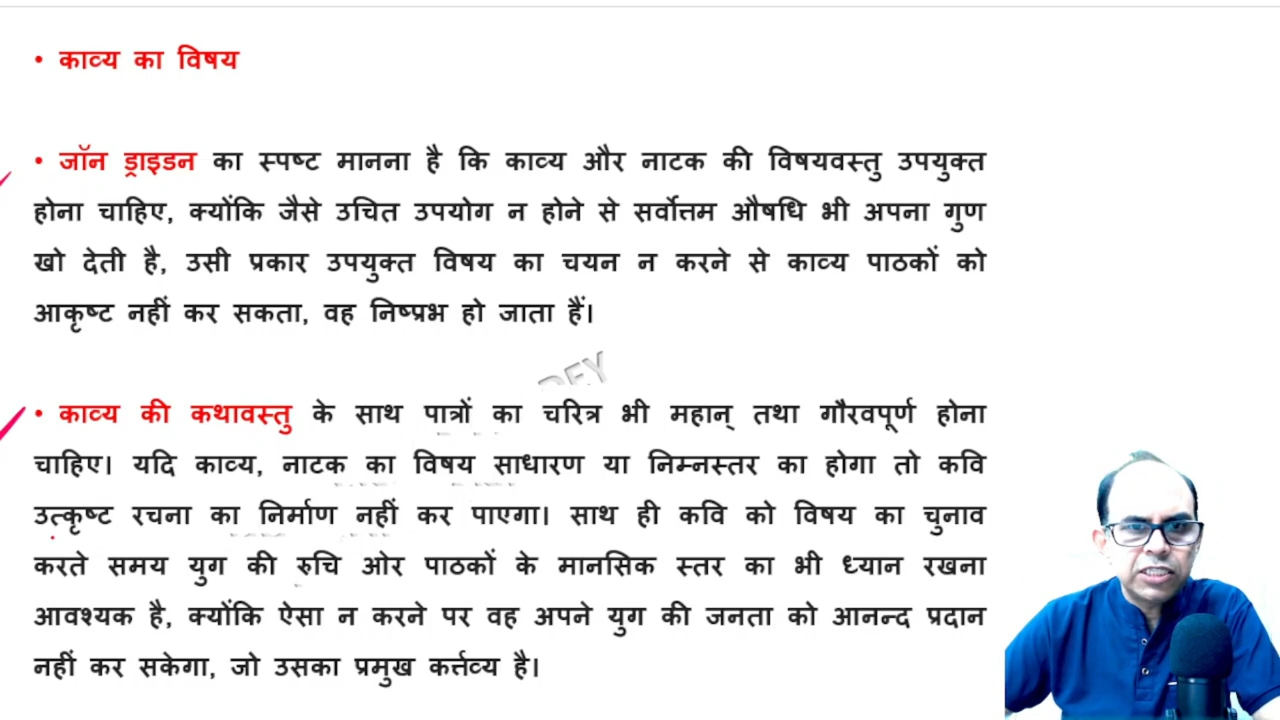 • काव्य का विषय
• जॉन ड्राइडन का स्पष्ट मानना है कि काव्य और नाटक की विषयवस्तु उपयुक्त
होना चाहिए, क्योंकि जैसे उचित उपयोग न होने से सर्वोत्तम औषधि भी अपना गुण
खो देती है, उसी प्रकार उपयुक्त विषय का चयन न करने से काव्य पाठकों को
आकृष्ट नहीं कर सकता, वह निष्प्रभ हो जाता हैं।
• काव्य की कथावस्तु के साथ पात्रों का चरित्र भी महान् तथा गौरवपूर्ण होना
चाहिए। यदि काव्य, नाटक का विषय साधारण या निम्नस्तर का होगा तो कवि
उत्कृष्ट रचना का निर्माण नहीं कर पाएगा। साथ ही कवि को विषय का चुनाव
करते समय युग की रुचि ओर पाठकों के मानसिक स्तर का भी ध्यान रखना
आवश्यक है, क्योंकि ऐसा न करने पर वह अपने युग की जनता को आनन्द प्रदान
नहीं कर सकेगा, जो उसका प्रमुख कर्त्तव्य है।